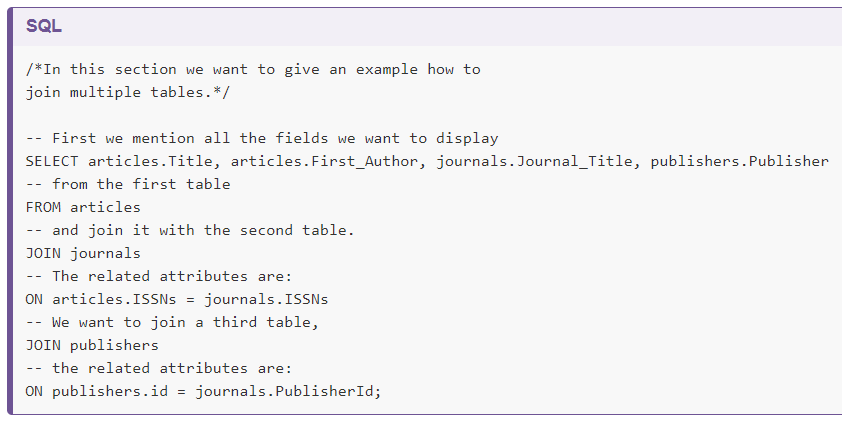 SQL
/*In this section we want to give an example how to
join multiple tables.*/
-- First we mention all the fields we want to display
SELECT articles.Title, articles.First_Author, journals.Journal_Title, publishers.Publisher
-- from the first table
FROM articles
-- and join it with the second table.
JOIN journals
-- The related attributes are:
ON articles.ISSNs = journals.ISSNs
-- We want to join a third table,
JOIN publishers
-- the related attributes are:
ON publishers.id = journals.PublisherId;